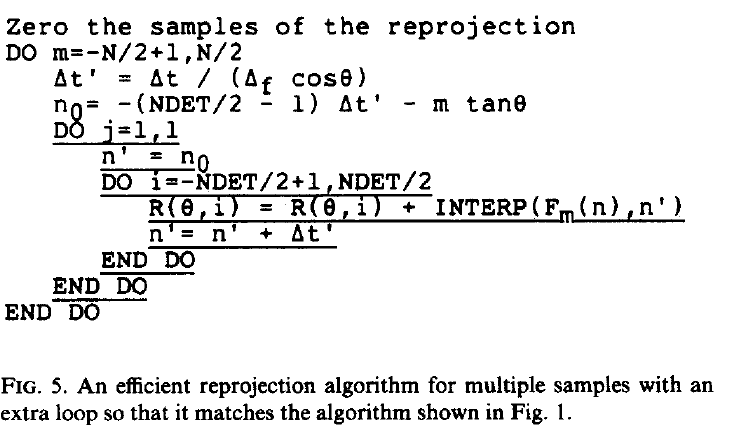 Zero the samples of the reprojection
DO m=-N/2+1,N/2
Δt' = Δt / (Δf cosθ)
n0= -(NDET/2 - 1) Δt' - m tanθ
DO j=1,1
n' = n0
DO i=-NDET/2+1,NDET/2
R(θ,i) = R(θ,i) + INTERP(Fm(n),n')
n'= n' + Δt'
END DO
END DO
END DO
FIG. 5. An efficient reprojection algorithm for multiple samples with an
extra loop so that it matches the algorithm shown in Fig. 1.